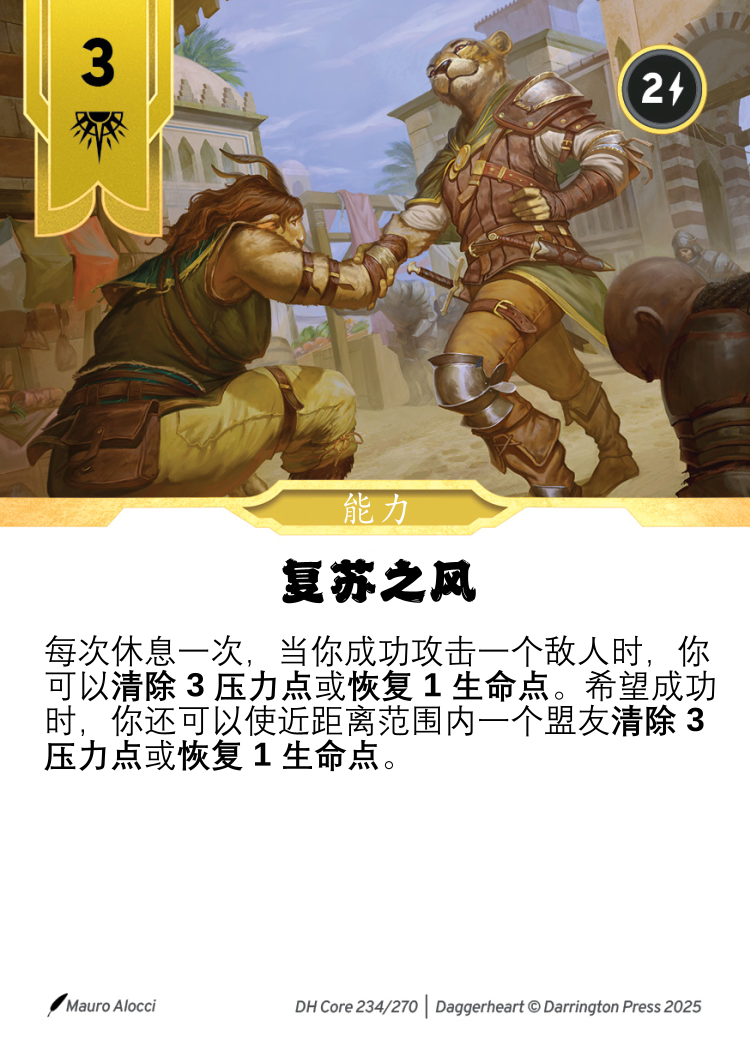 3
2
能力
复苏之风
每次休息一次，当你成功攻击一个敌人时，你
可以清除 3 压力点或恢复 1 生命点。希望成功
时，你还可以使近距离范围内一个盟友清除 3
压力点或恢复 1 生命点。
Mauro Alocci
DH Core 234/270 | Daggerheart © Darrington Press 2025